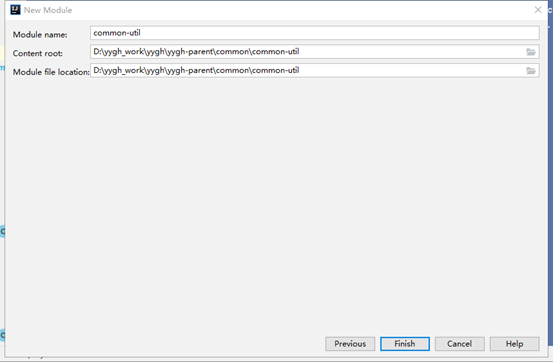 New Module
Module name: common-util
Content root: D:\yygh_work\yygh\yygh-parent\common\common-util
Module file location: D:\yygh_work\yygh\yygh-parent\common\common-util
Previous Finish Cancel Help